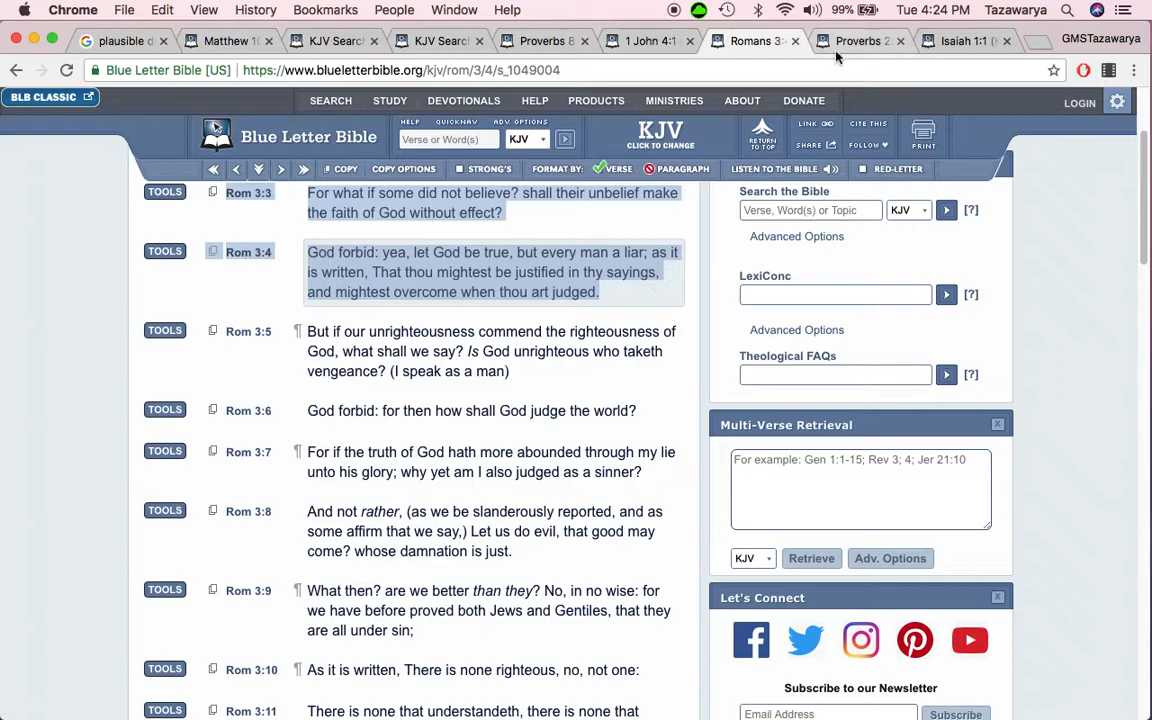 File Edit View History Bookmarks People Window Help 99% Tue 4:24 PM Tazawarya
plausible d Matthew 1 KJV Searc KJV Searc Proverbs 8 1 John 4:1 Romans 3: Proverbs 2 Isaiah 1:1 ( GMSTazawarya
Blue Letter Bible [US] https://www.blueletterbible.org/kjv/rom/3/4/s_1049004
BLB CLASSIC
SEARCH STUDY DEVOTIONALS HELP PRODUCTS MINISTRIES ABOUT DONATE LOGIN
Blue Letter Bible
HELP QUICKNAV ADV. OPTIONS
Verse or Word(s) KJV
KJV
CLICK TO CHANGE
RETURN
TO TOP
LINK CITE THIS
SHARE FOLLOW
PRINT
COPY COPY OPTIONS STRONG'S FORMAT BY: VERSE PARAGRAPH LISTEN TO THE BIBLE RED-LETTER
TOOLS Rom 3:3 For what if some did not believe? shall their unbelief make
the faith of God without effect?
TOOLS Rom 3:4 God forbid: yea, let God be true, but every man a liar; as it
is written, That thou mightest be justified in thy sayings,
and mightest overcome when thou art judged.
TOOLS Rom 3:5 ¶ But if our unrighteousness commend the righteousness of
God, what shall we say? Is God unrighteous who taketh
vengeance? (I speak as a man)
TOOLS Rom 3:6 God forbid: for then how shall God judge the world?
TOOLS Rom 3:7 ¶ For if the truth of God hath more abounded through my lie
unto his glory; why yet am I also judged as a sinner?
TOOLS Rom 3:8 And not rather, (as we be slanderously reported, and as
some affirm that we say,) Let us do evil, that good may
come? whose damnation is just.
TOOLS Rom 3:9 ¶ What then? are we better than they? No, in no wise: for
we have before proved both Jews and Gentiles, that they
are all under sin;
TOOLS Rom 3:10 ¶ As it is written, There is none righteous, no, not one:
TOOLS Rom 3:11 There is none that understandeth, there is none that
Search the Bible
Verse, Word(s) or Topic KJV [?]
Advanced Options
LexiConc
[?]
Advanced Options
Theological FAQs
[?]
Multi-Verse Retrieval
For example: Gen 1:1-15; Rev 3; 4; Jer 21:10
KJV Retrieve Adv. Options
Let's Connect
Subscribe to our Newsletter
Email Address Subscribe